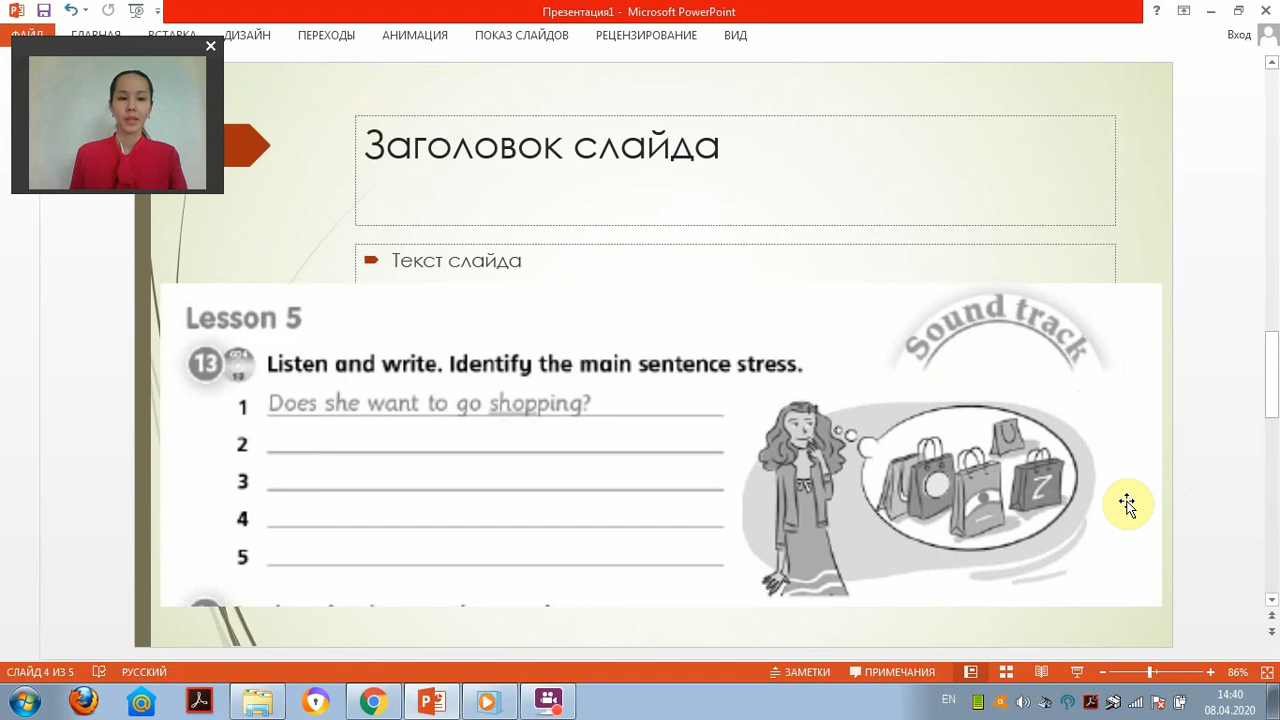 Презентация1 - Microsoft PowerPoint
ФАЙЛ ГЛАВНАЯ ВСТАВКА ДИЗАЙН ПЕРЕХОДЫ АНИМАЦИЯ ПОКАЗ СЛАЙДОВ РЕЦЕНЗИРОВАНИЕ ВИД Вход
Заголовок слайда
Текст слайда
Lesson 5
Sound track
13 Listen and write. Identify the main sentence stress.
1 Does she want to go shopping?
2
3
4
5
СЛАЙД 4 ИЗ 5 РУССКИЙ ЗАМЕТКИ ПРИМЕЧАНИЯ 86%
EN 14:40
08.04.2020